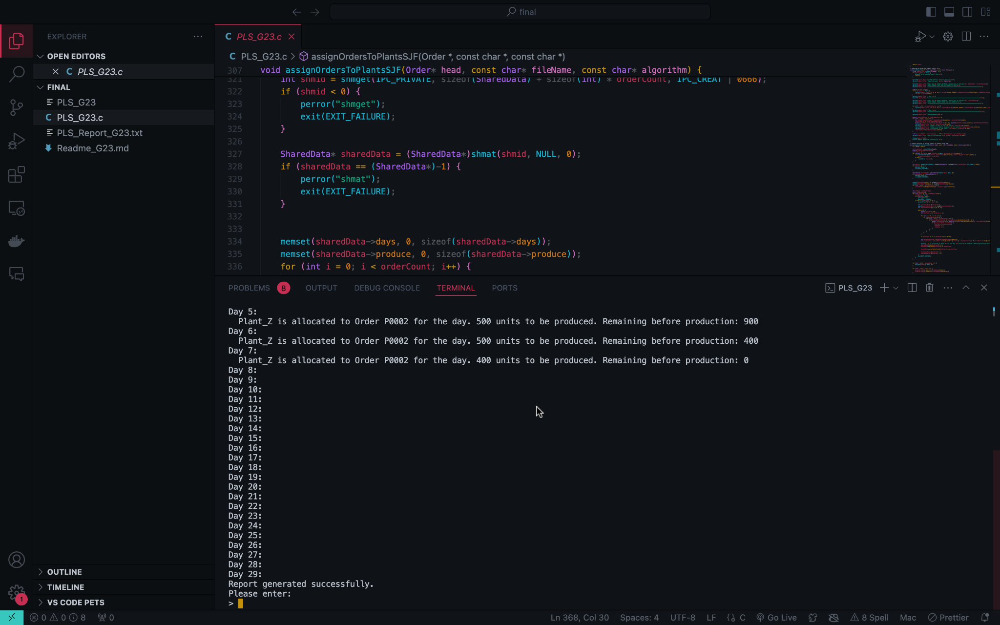 final
EXPLORER
OPEN EDITORS
C PLS_G23.c
FINAL
PLS_G23
C PLS_G23.c
PLS_Report_G23.txt
Readme_G23.md
OUTLINE
TIMELINE
VS CODE PETS
1
C PLS_G23.c
C PLS_G23.c > assignOrdersToPlantsSJF(Order *, const char *, const char *)
307 void assignOrdersToPlantsSJF(Order* head, const char* fileName, const char* algorithm) {
321 int shmid = shmget(IPC_PRIVATE, sizeof(SharedData) + sizeof(int) * orderCount, IPC_CREAT | 0666);
322 if (shmid < 0) {
323 perror("shmget");
324 exit(EXIT_FAILURE);
325 }
326
327 SharedData* sharedData = (SharedData*)shmat(shmid, NULL, 0);
328 if (sharedData == (SharedData*)-1) {
329 perror("shmat");
330 exit(EXIT_FAILURE);
331 }
332
333
334 memset(sharedData->days, 0, sizeof(sharedData->days));
335 memset(sharedData->produce, 0, sizeof(sharedData->produce));
336 for (int i = 0; i < orderCount; i++) {
PROBLEMS 8 OUTPUT DEBUG CONSOLE TERMINAL PORTS PLS_G23
Day 5:
Plant_Z is allocated to Order P0002 for the day. 500 units to be produced. Remaining before production: 900
Day 6:
Plant_Z is allocated to Order P0002 for the day. 500 units to be produced. Remaining before production: 400
Day 7:
Plant_Z is allocated to Order P0002 for the day. 400 units to be produced. Remaining before production: 0
Day 8:
Day 9:
Day 10:
Day 11:
Day 12:
Day 13:
Day 14:
Day 15:
Day 16:
Day 17:
Day 18:
Day 19:
Day 20:
Day 21:
Day 22:
Day 23:
Day 24:
Day 25:
Day 26:
Day 27:
Day 28:
Day 29:
Report generated successfully.
Please enter:
>
0 0 8 0 Ln 368, Col 30 Spaces: 4 UTF-8 LF C Go Live 8 Spell Mac Prettier